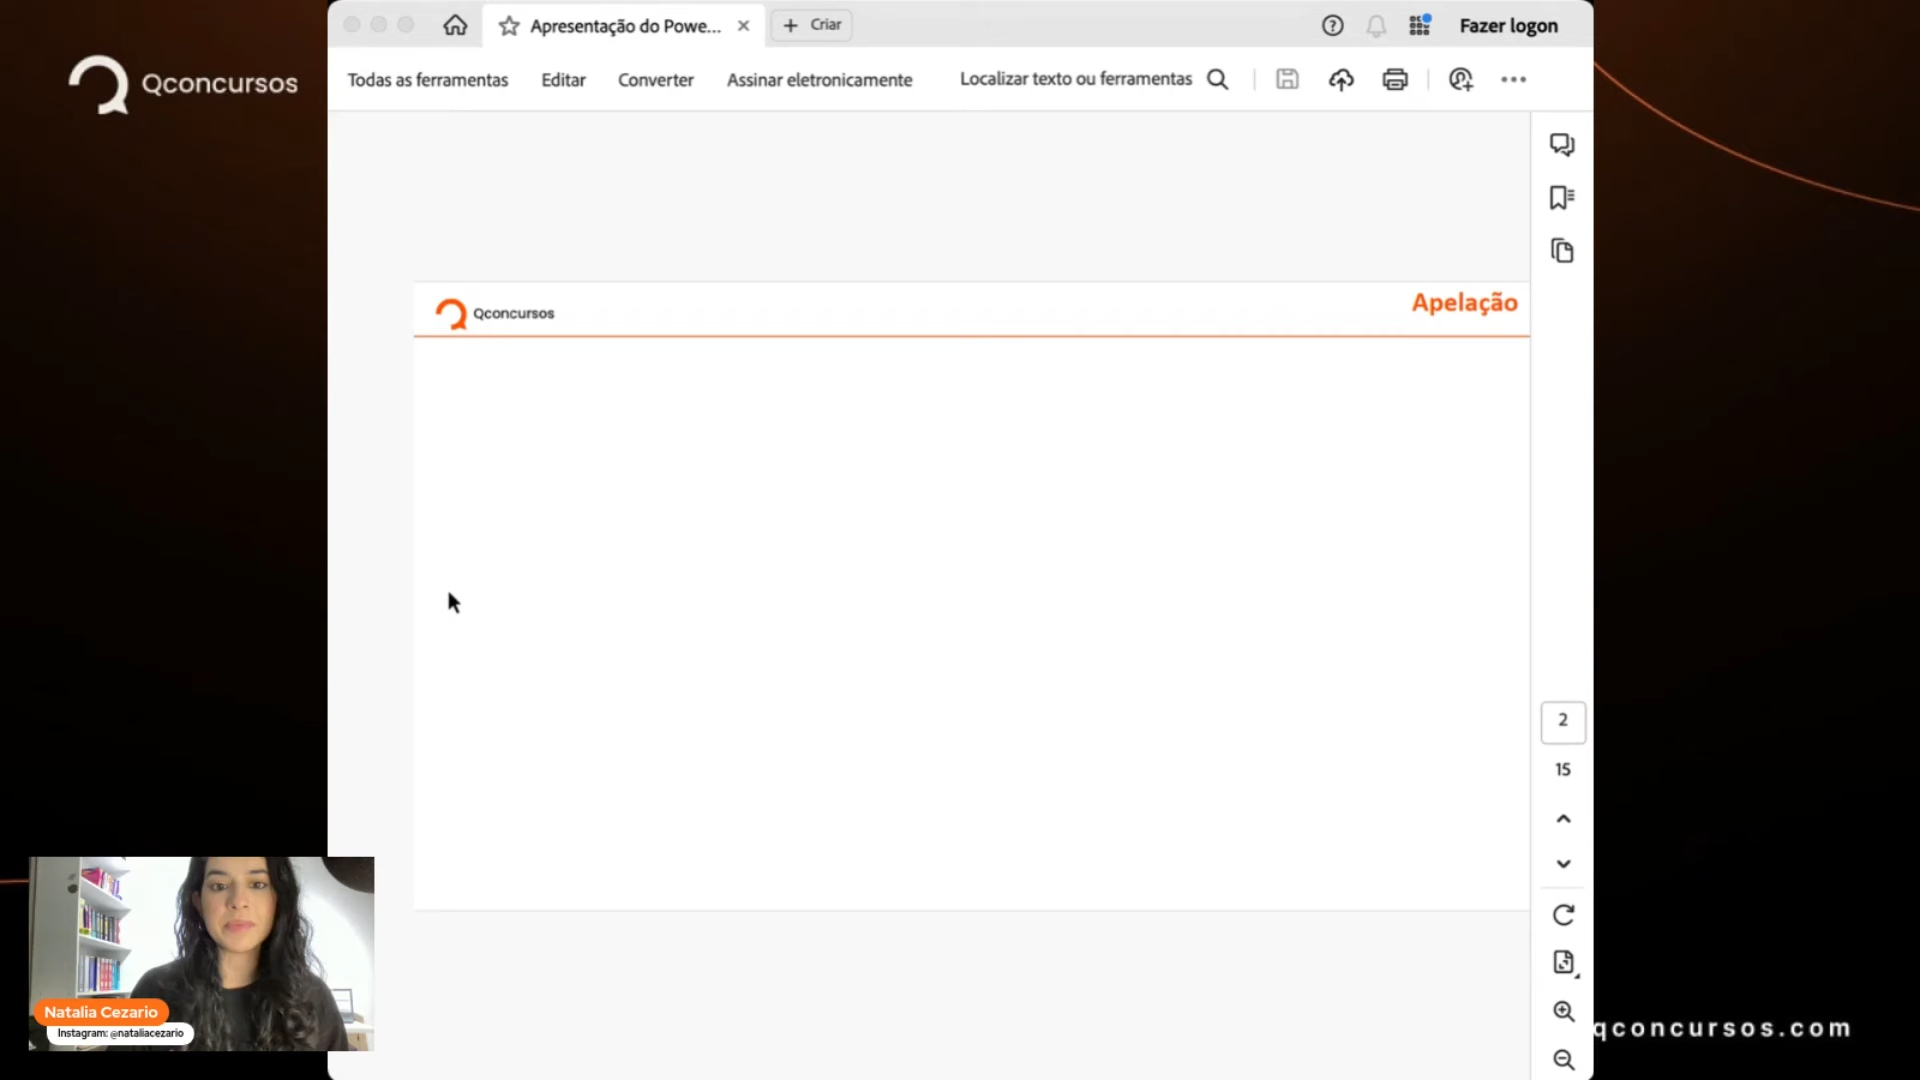 Qconcursos
Apresentação do Powe...
Criar
Fazer logon
Todas as ferramentas
Editar
Converter
Assinar eletronicamente
Localizar texto ou ferramentas
Qconcursos
Apelação
2
15
Natalia Cezario
Instagram: @nataliacezario
qconcursos.com